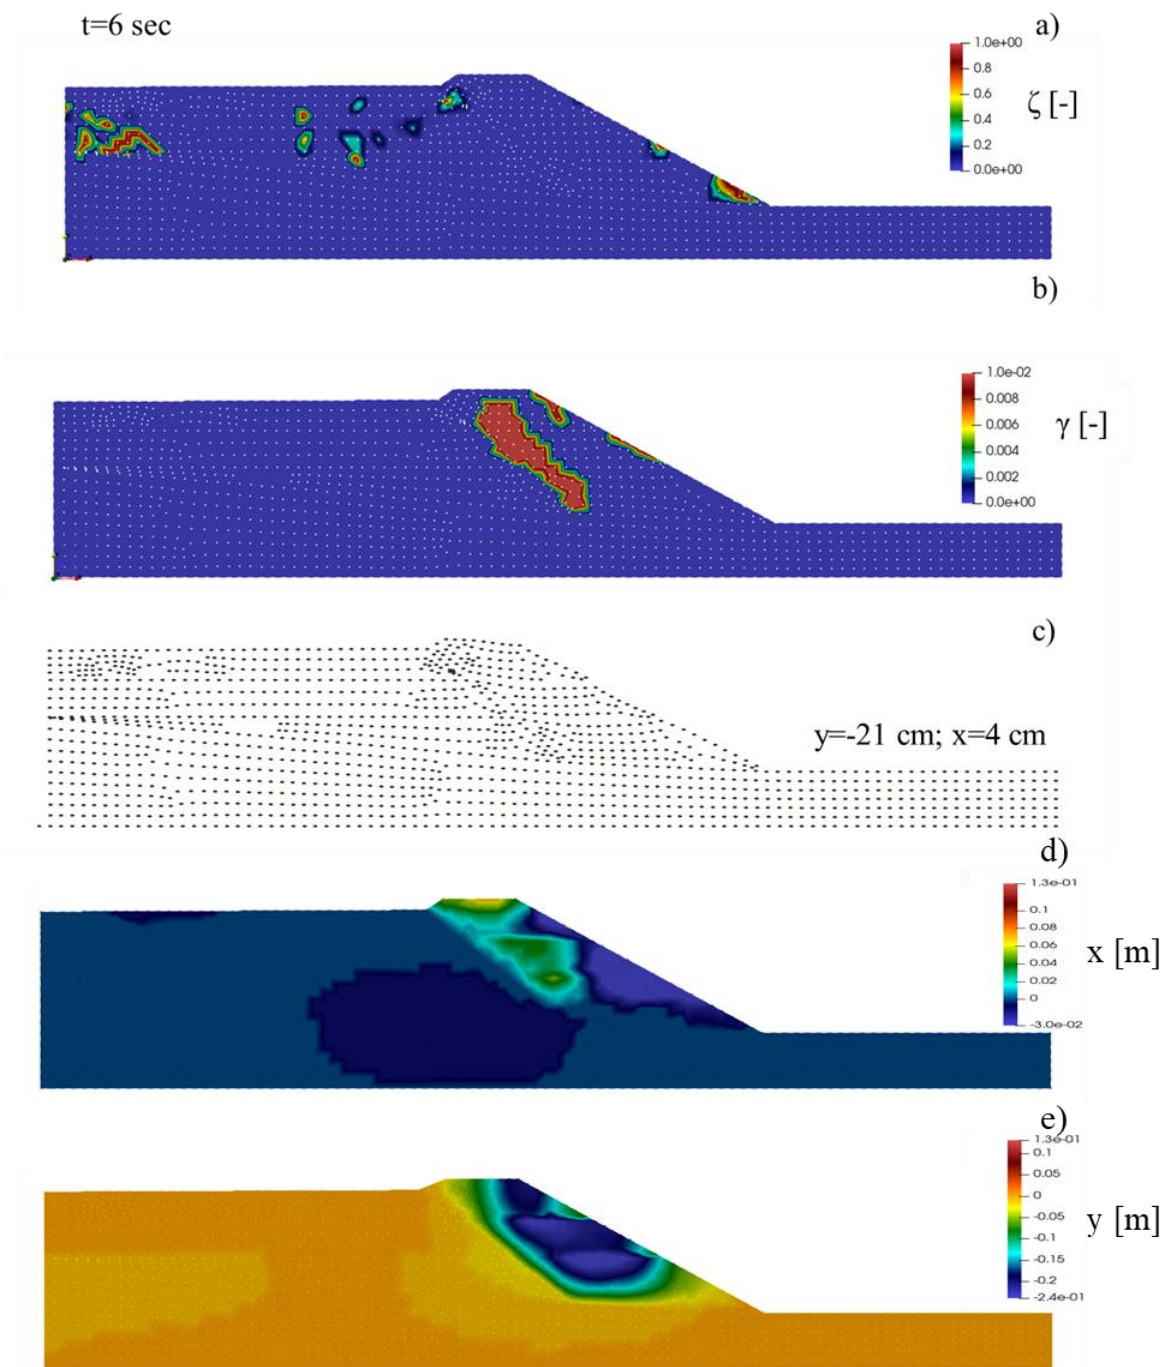 t=6 sec
a)
1.0e+00
0.8
0.6
0.4
0.2
0.0e+00
ζ [-]
b)
1.0e-02
0.008
0.006
0.004
0.002
0.0e+00
γ [-]
c)
y=-21 cm; x=4 cm
d)
1.3e-01
0.1
0.08
0.06
0.04
0.02
0
-3.0e-02
x [m]
e)
1.3e-01
0.1
0.05
0
-0.05
-0.1
-0.15
-0.2
-2.4e-01
y [m]